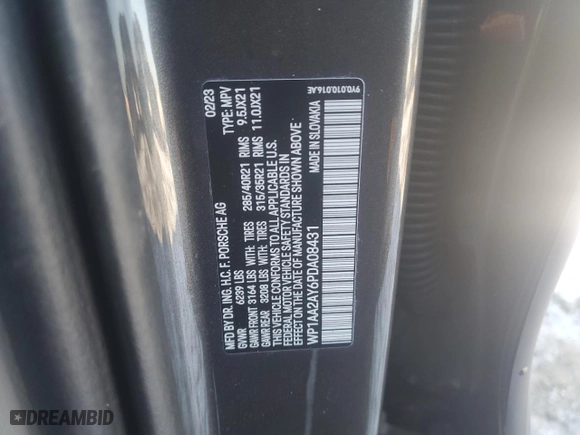 MFD BY DR. ING. H.C. F. PORSCHE AG 02/23
GVWR 6239 LBS TYPE: MPV
GAWR FRONT 3164 LBS WITH: TIRES 285/40R21 RIMS 9.5JX21
GAWR REAR 3208 LBS WITH: TIRES 315/35R21 RIMS 11.0JX21
THIS VEHICLE CONFORMS TO ALL APPLICABLE U.S.
FEDERAL MOTOR VEHICLE SAFETY STANDARDS IN
EFFECT ON THE DATE OF MANUFACTURE SHOWN ABOVE
WP1AA2AY6PDA08431 MADE IN SLOVAKIA
9Y0.010.016.AE
DREAMBID